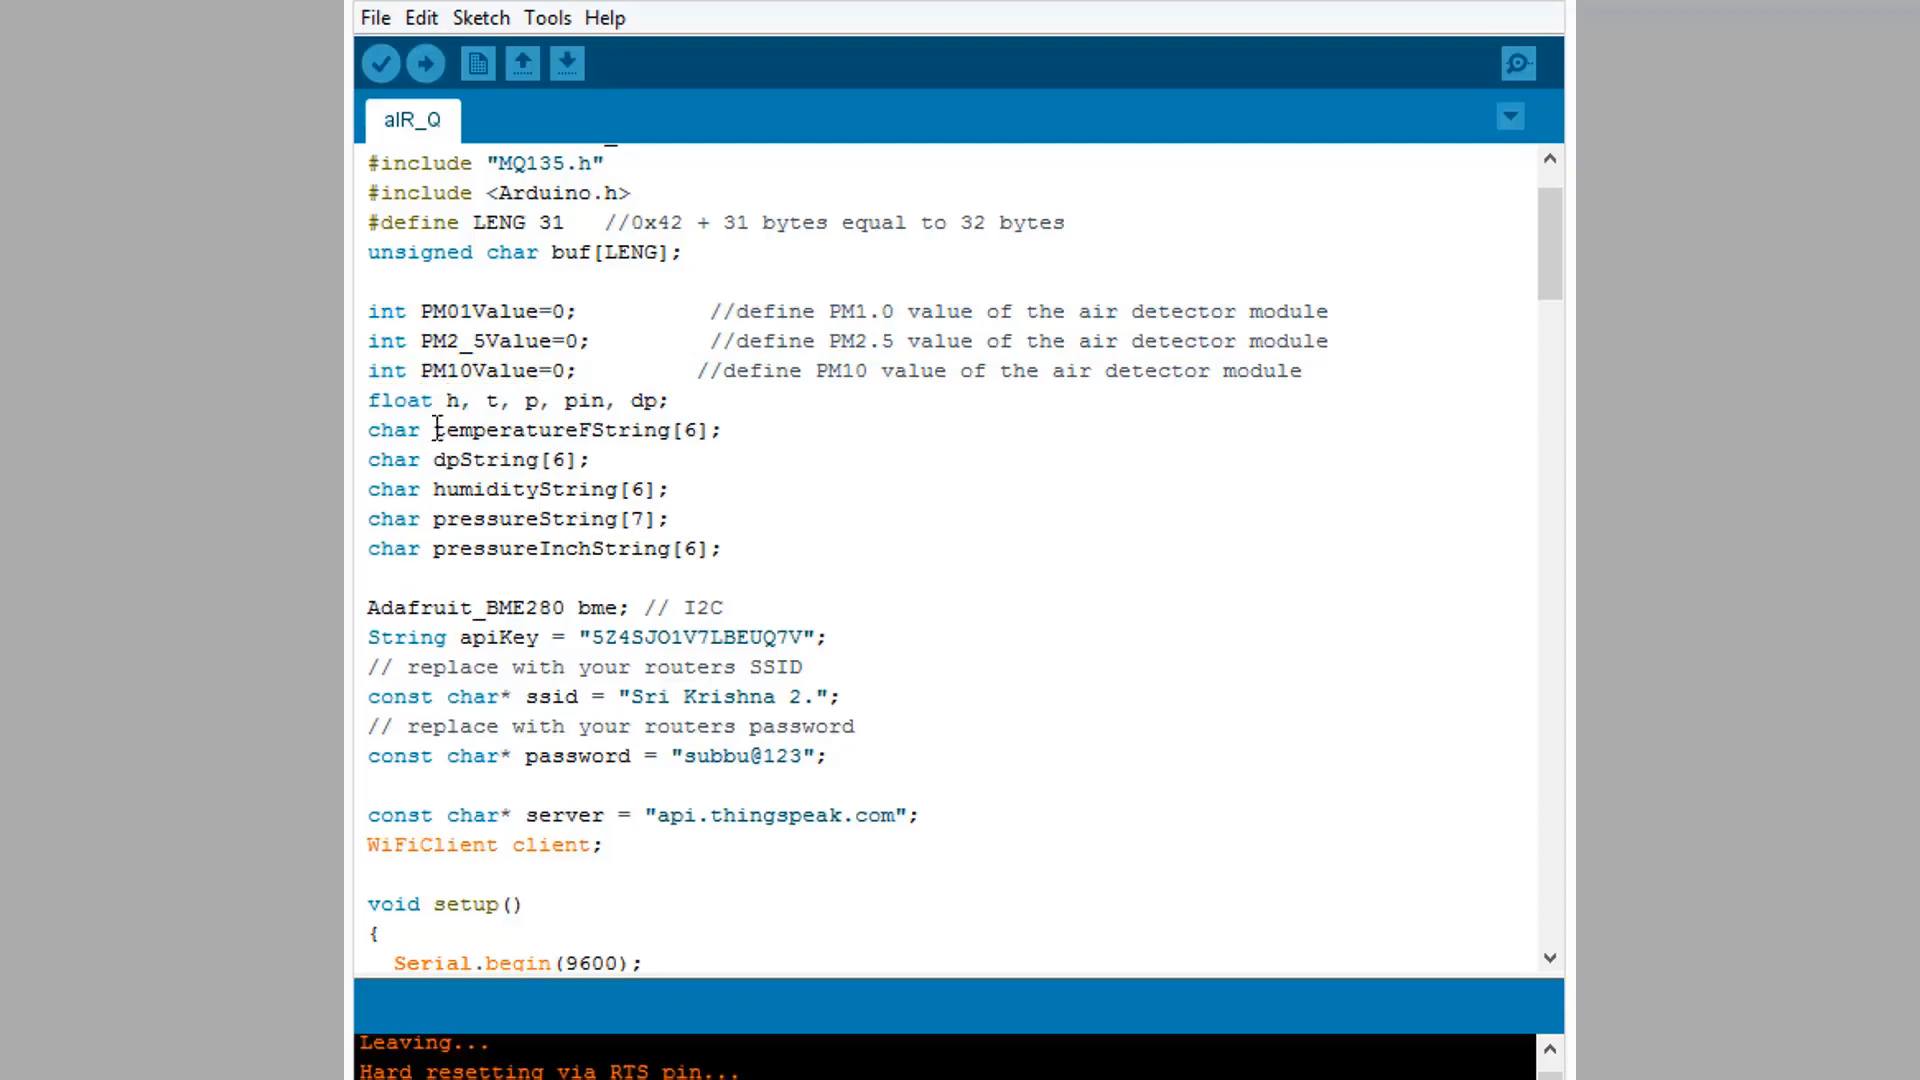 File Edit Sketch Tools Help
aIR_Q
#include "MQ135.h"
#include <Arduino.h>
#define LENG 31   //0x42 + 31 bytes equal to 32 bytes
unsigned char buf[LENG];
int PM01Value=0;          //define PM1.0 value of the air detector module
int PM2_5Value=0;         //define PM2.5 value of the air detector module
int PM10Value=0;         //define PM10 value of the air detector module
float h, t, p, pin, dp;
char temperatureFString[6];
char dpString[6];
char humidityString[6];
char pressureString[7];
char pressureInchString[6];
Adafruit_BME280 bme; // I2C
String apiKey = "5Z4SJO1V7LBEUQ7V";
// replace with your routers SSID
const char* ssid = "Sri Krishna 2.";
// replace with your routers password
const char* password = "subbu@123";
const char* server = "api.thingspeak.com";
WiFiClient client;
void setup()
{
  Serial.begin(9600);
Leaving...
Hard resetting via RTS pin...